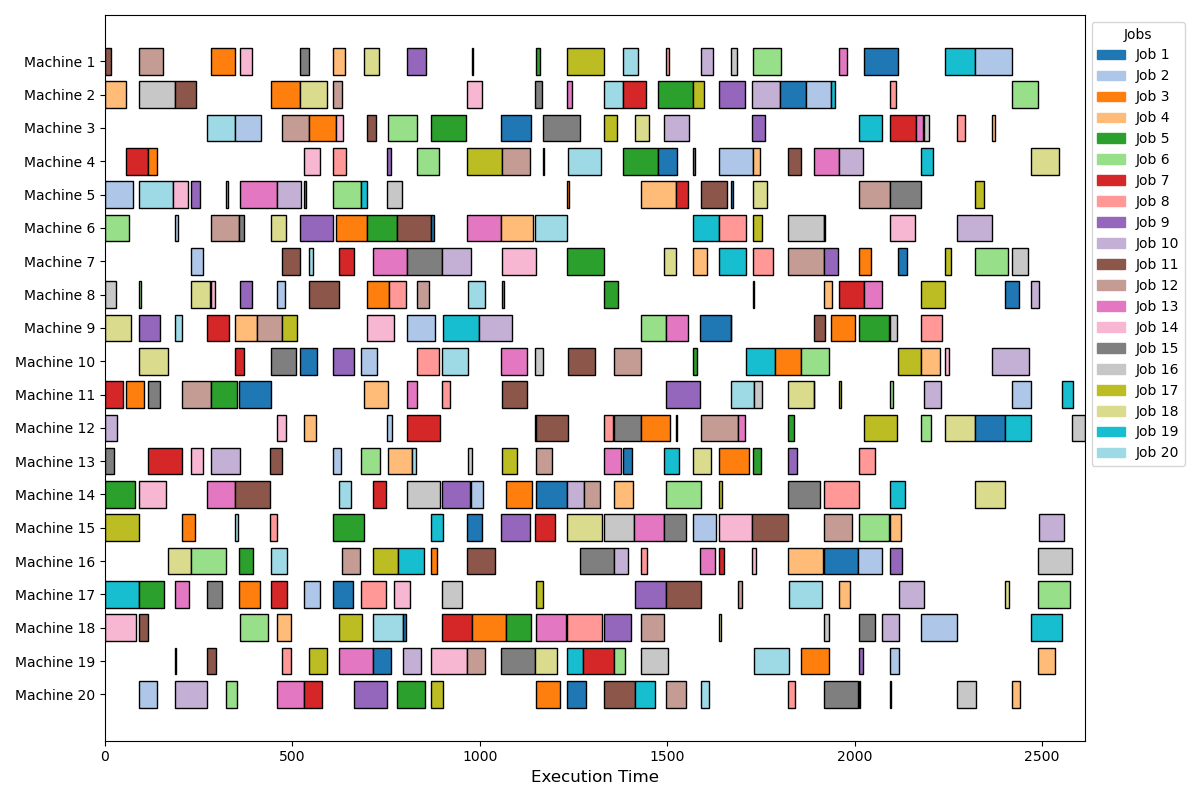 Machine 1
Machine 2
Machine 3
Machine 4
Machine 5
Machine 6
Machine 7
Machine 8
Machine 9
Machine 10
Machine 11
Machine 12
Machine 13
Machine 14
Machine 15
Machine 16
Machine 17
Machine 18
Machine 19
Machine 20
0
500
1000
1500
2000
2500
Execution Time
Jobs
Job 1
Job 2
Job 3
Job 4
Job 5
Job 6
Job 7
Job 8
Job 9
Job 10
Job 11
Job 12
Job 13
Job 14
Job 15
Job 16
Job 17
Job 18
Job 19
Job 20